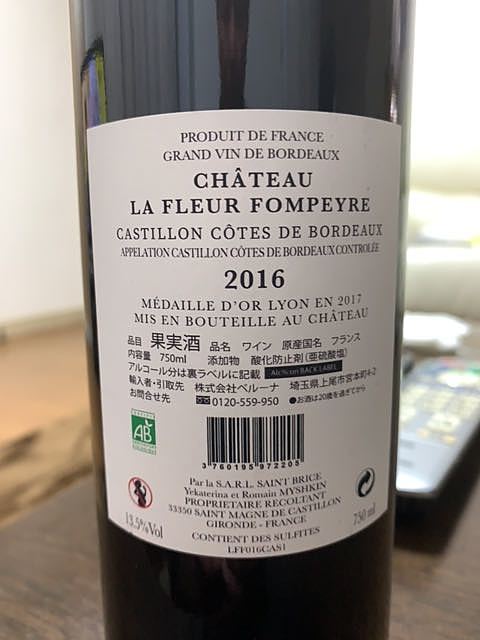 PRODUIT DE FRANCE
GRAND VIN DE BORDEAUX
CHÂTEAU
LA FLEUR FOMPEYRE
CASTILLON CÔTES DE BORDEAUX
APPELATION CASTILLON CÔTES DE BORDEAUX CONTROLÉE
2016
MÉDAILLE D'OR LYON EN 2017
MIS EN BOUTEILLE AU CHÂTEAU
品目 果実酒 品名 ワイン 原産国名 フランス
内容量 750ml 添加物 酸化防止剤(亜硫酸塩)
アルコール分は裏ラベルに記載 Alc% on BACK LABEL
輸入者・引取先 株式会社ベルーナ 埼玉県上尾市宮本町4-2
お問合せ先 0120-559-950 ●お酒は20歳を過ぎてから
AB
3 760195 972205
Par la S.A.R.L. SAINT BRICE
Yekaterina et Romain MYSHKIN
PROPRIETAIRE RECOLTANT
33350 SAINT MAGNE DE CASTILLON
GIRONDE - FRANCE
13.5%Vol
750 ml
CONTIENT DES SULFITES
LFF016CAS1